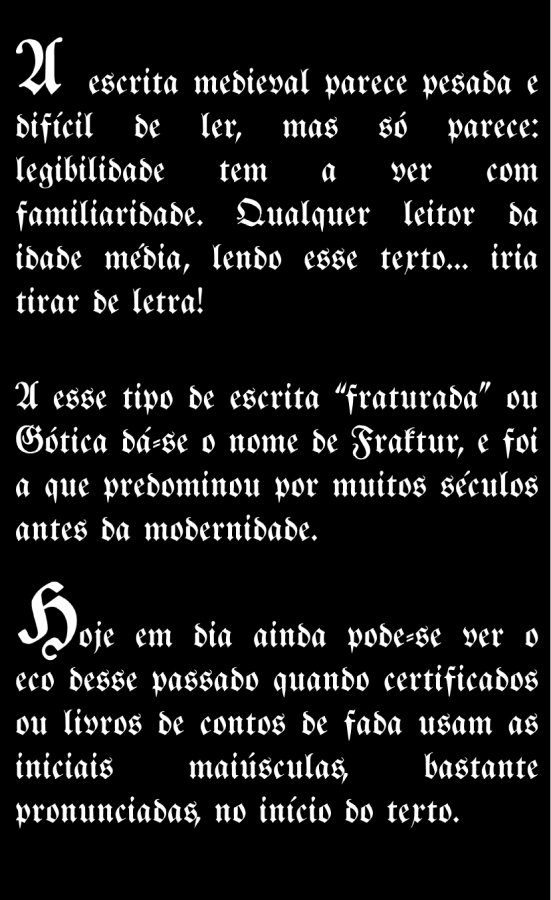 A escrita medieval parece pesada e
difícil de ler, mas só parece:
legibilidade tem a ver com
familiaridade. Qualquer leitor da
idade média, lendo esse texto... iria
tirar de letra!
A esse tipo de escrita “fraturada” ou
Gótica dá-se o nome de Fraktur, e foi
a que predominou por muitos séculos
antes da modernidade.
Hoje em dia ainda pode-se ver o
eco desse passado quando certificados
ou livros de contos de fada usam as
iniciais maiúsculas, bastante
pronunciadas, no início do texto.